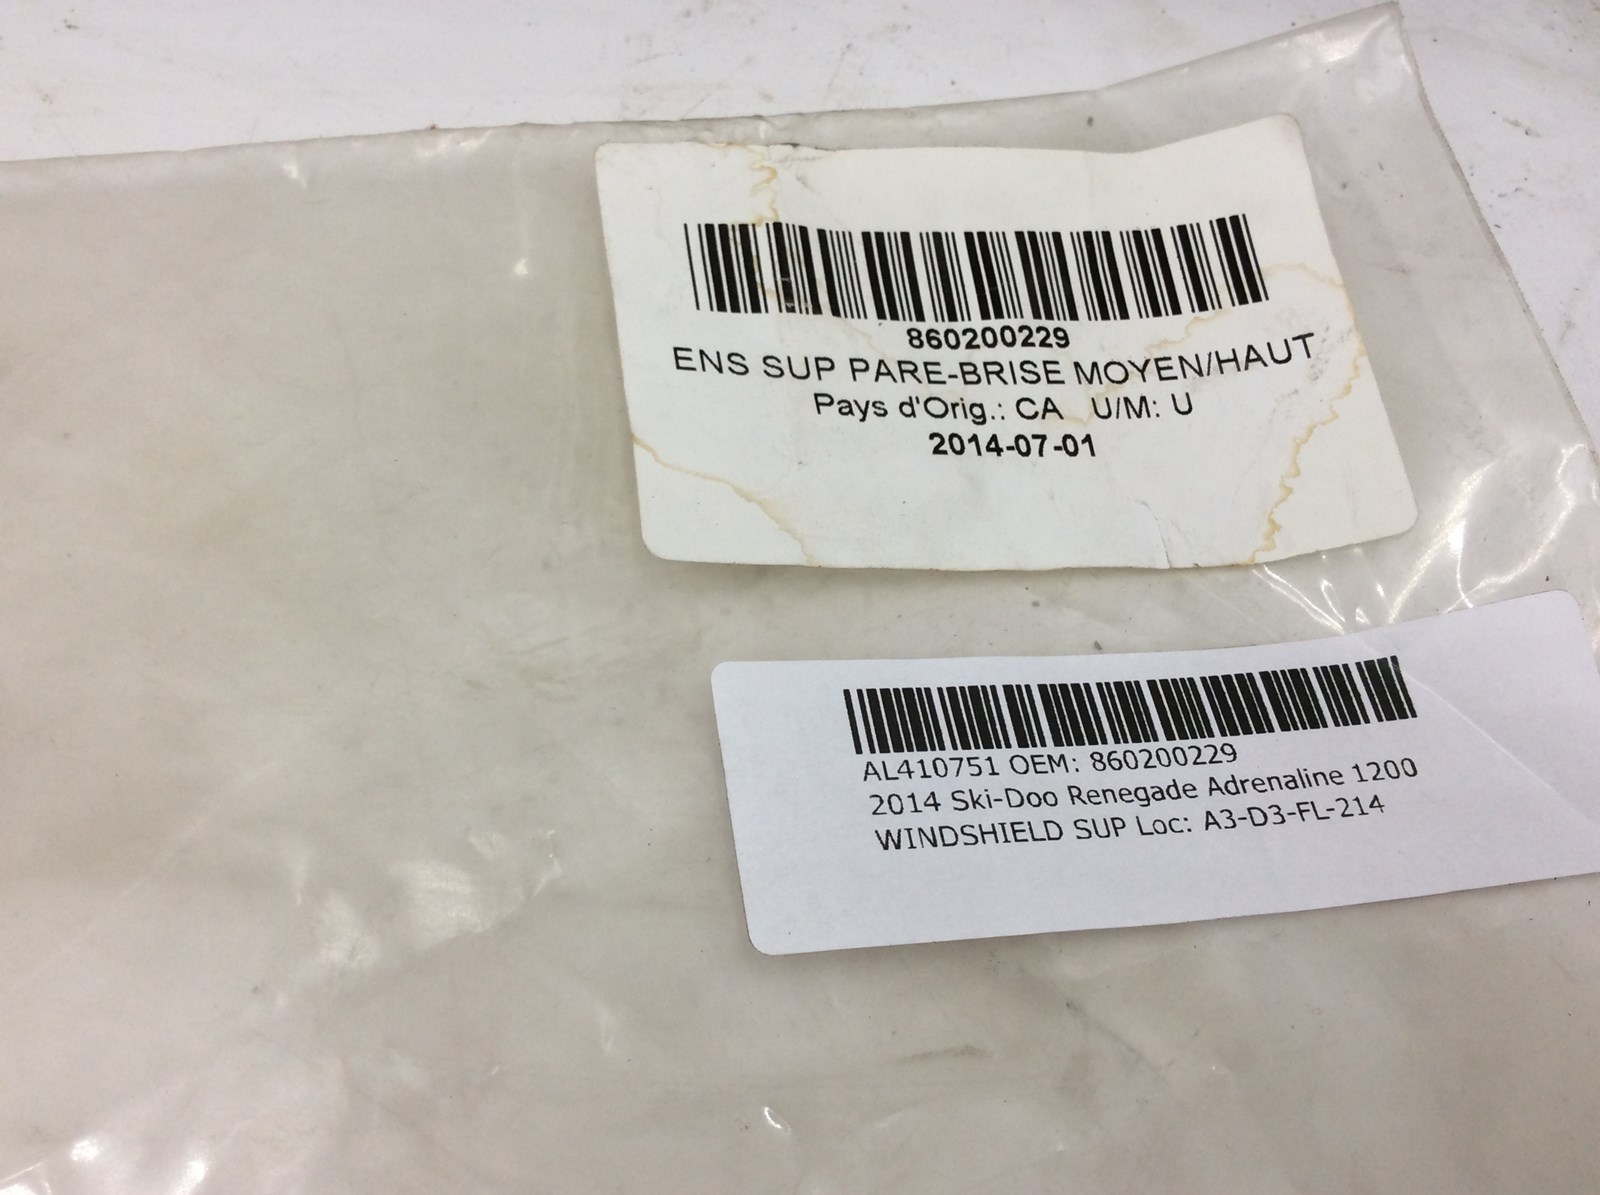 860200229
ENS SUP PARE-BRISE MOYEN/HAUT
Pays d'Orig.: CA U/M: U
2014-07-01
AL410751 OEM: 860200229
2014 Ski-Doo Renegade Adrenaline 1200
WINDSHIELD SUP Loc: A3-D3-FL-214